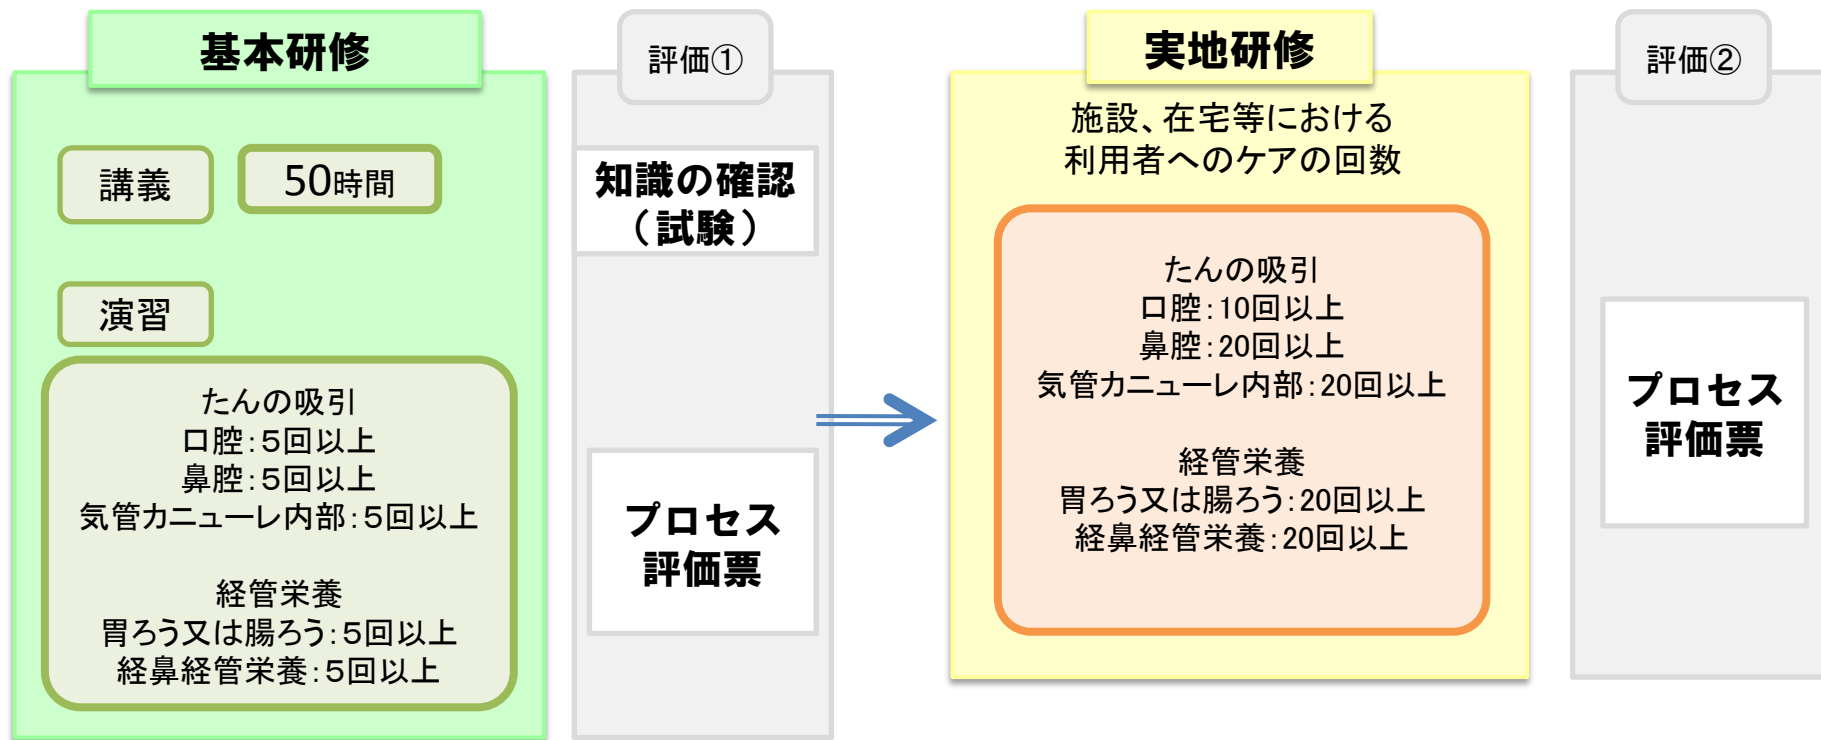 基本研修
講義
50時間
演習
たんの吸引
口腔：５回以上
鼻腔：５回以上
気管カニューレ内部：５回以上
経管栄養
胃ろう又は腸ろう：５回以上
経鼻経管栄養：５回以上
評価①
知識の確認
（試験）
プロセス
評価票
実地研修
施設、在宅等における
利用者へのケアの回数
たんの吸引
口腔：10回以上
鼻腔：20回以上
気管カニューレ内部：20回以上
経管栄養
胃ろう又は腸ろう：20回以上
経鼻経管栄養：20回以上
評価②
プロセス
評価票